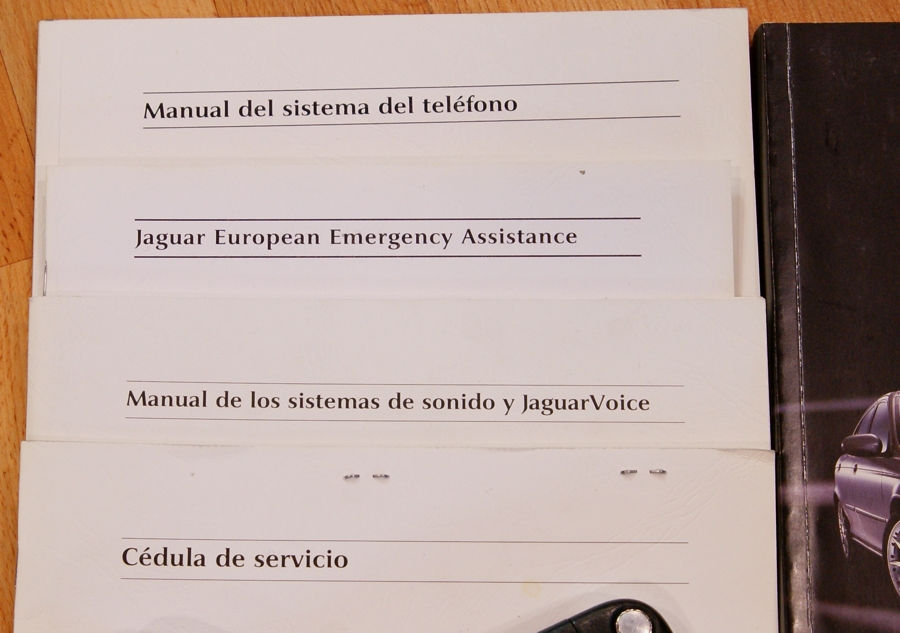 Manual del sistema del teléfono
Jaguar European Emergency Assistance
Manual de los sistemas de sonido y JaguarVoice
Cédula de servicio